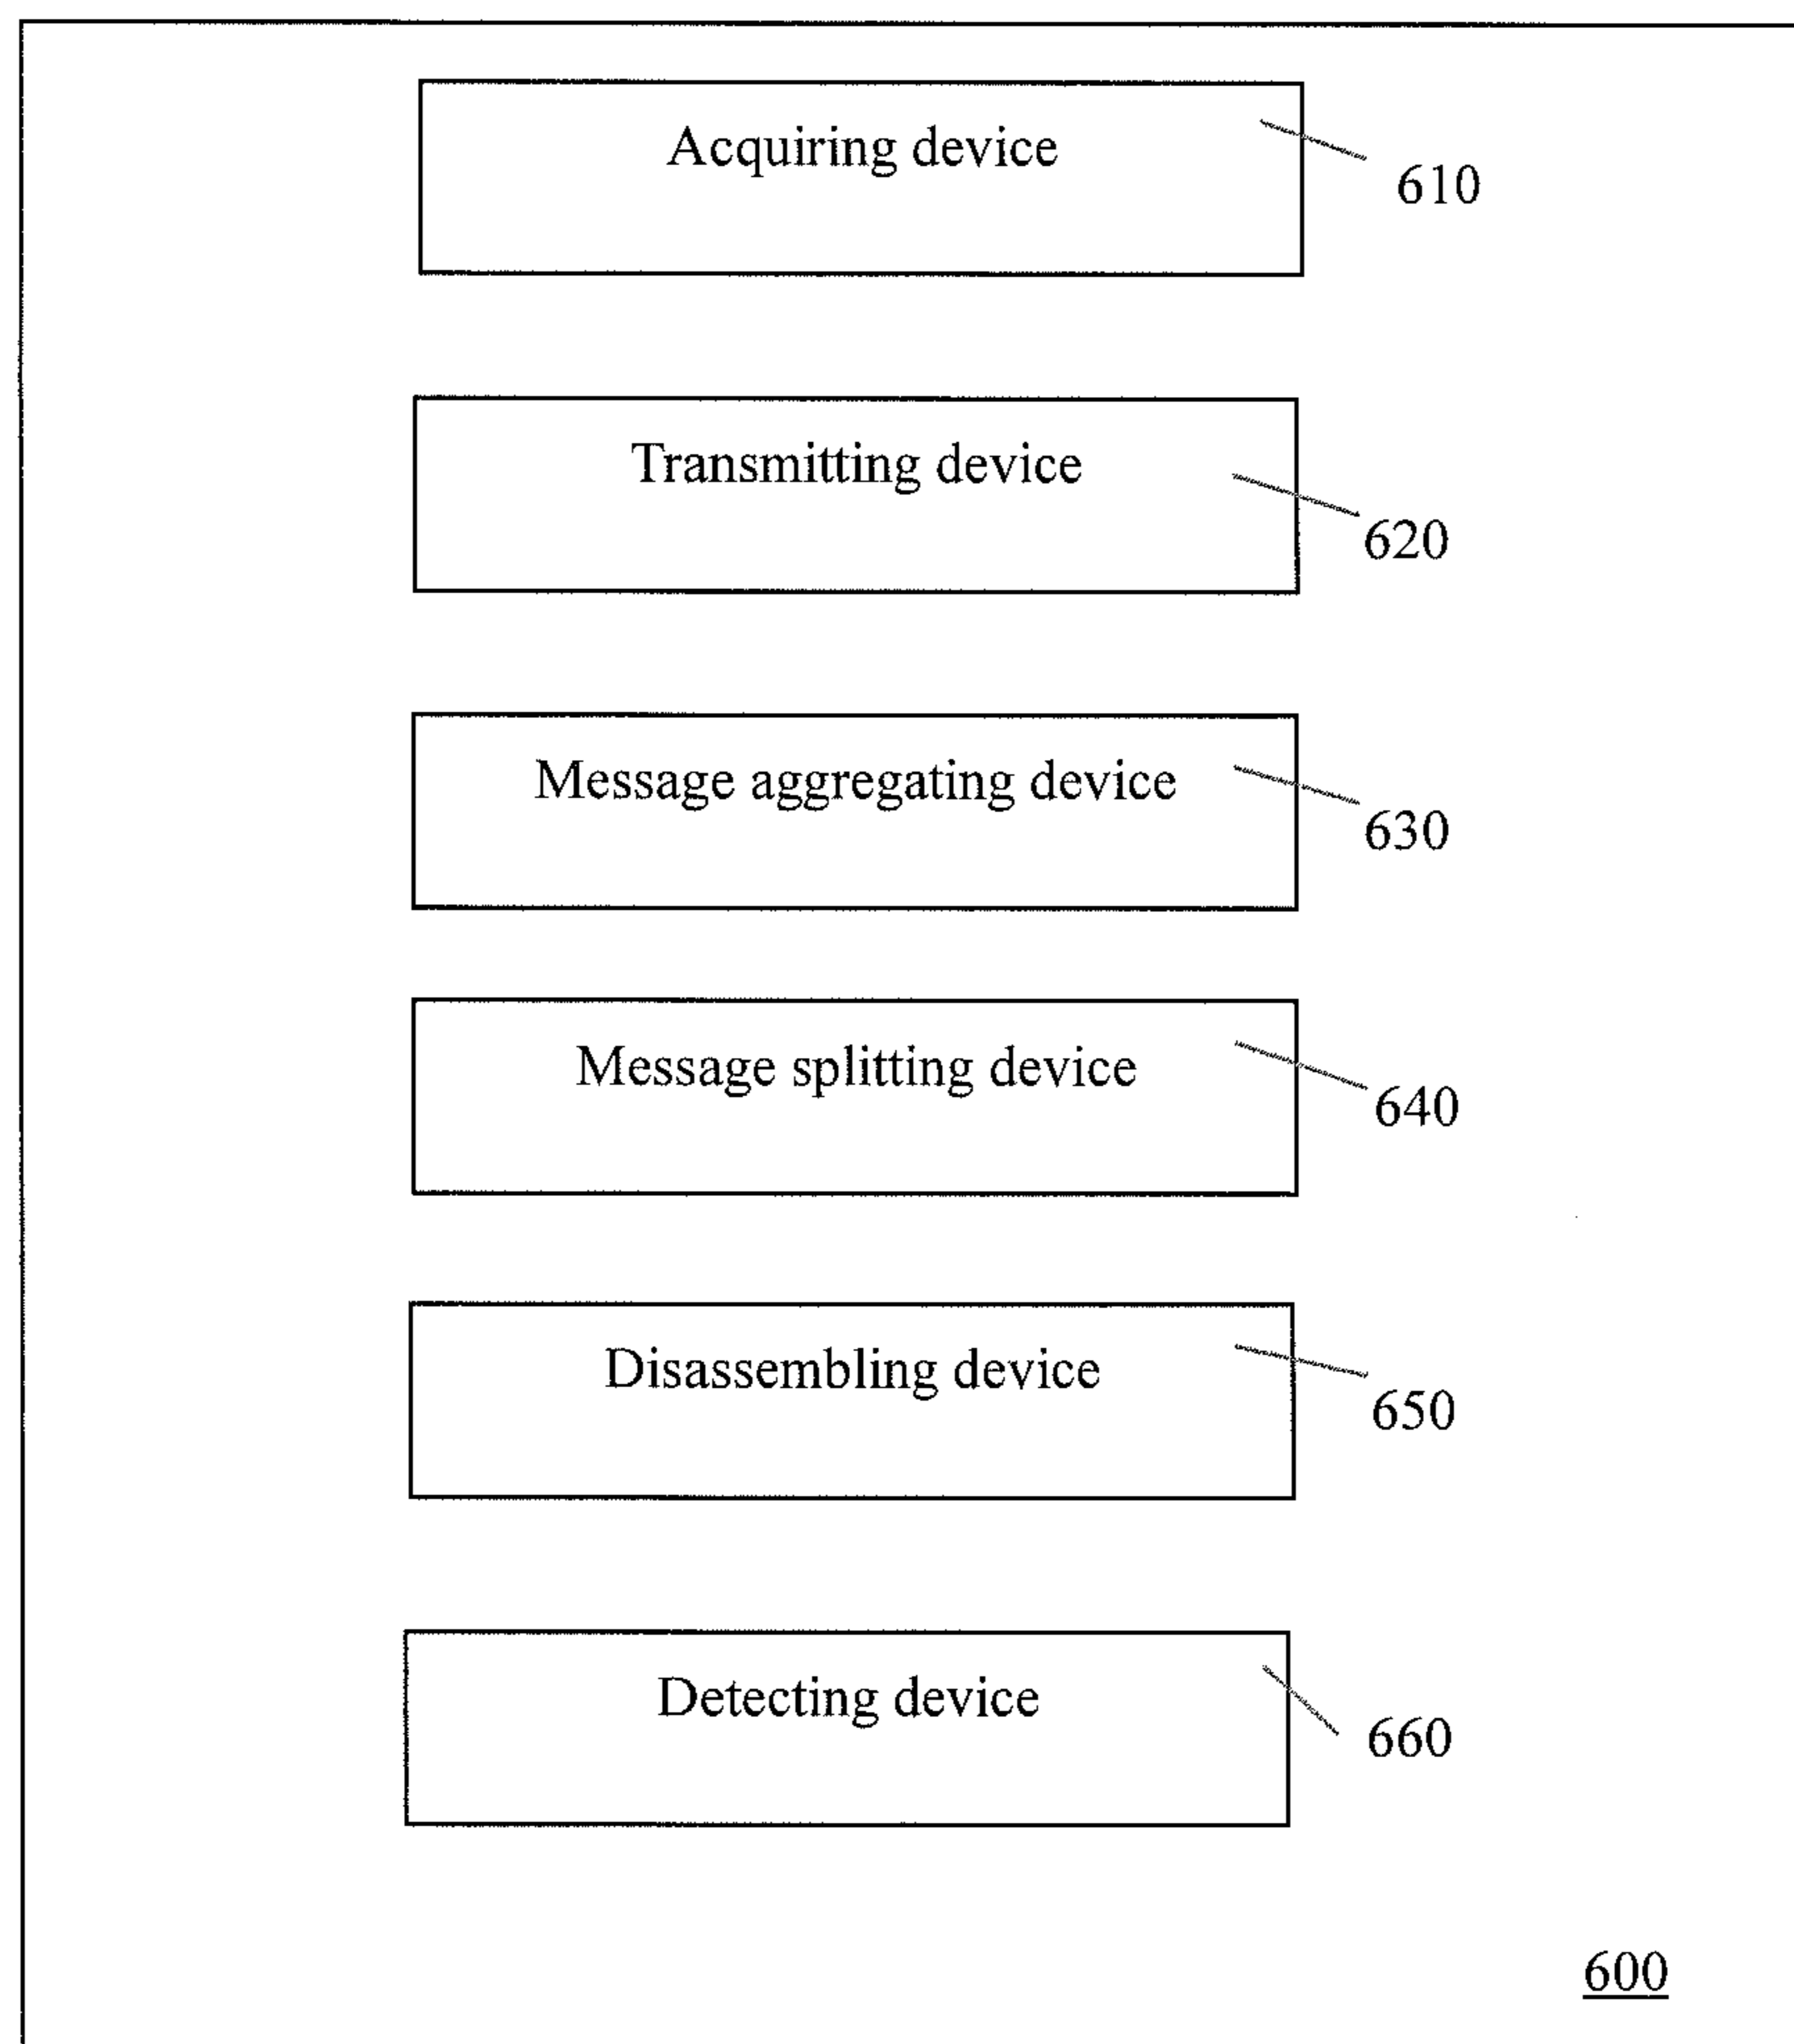 Acquiring device
610
Transmitting device
620
Message aggregating device
630
Message splitting device
640
Disassembling device
650
Detecting device
660
600